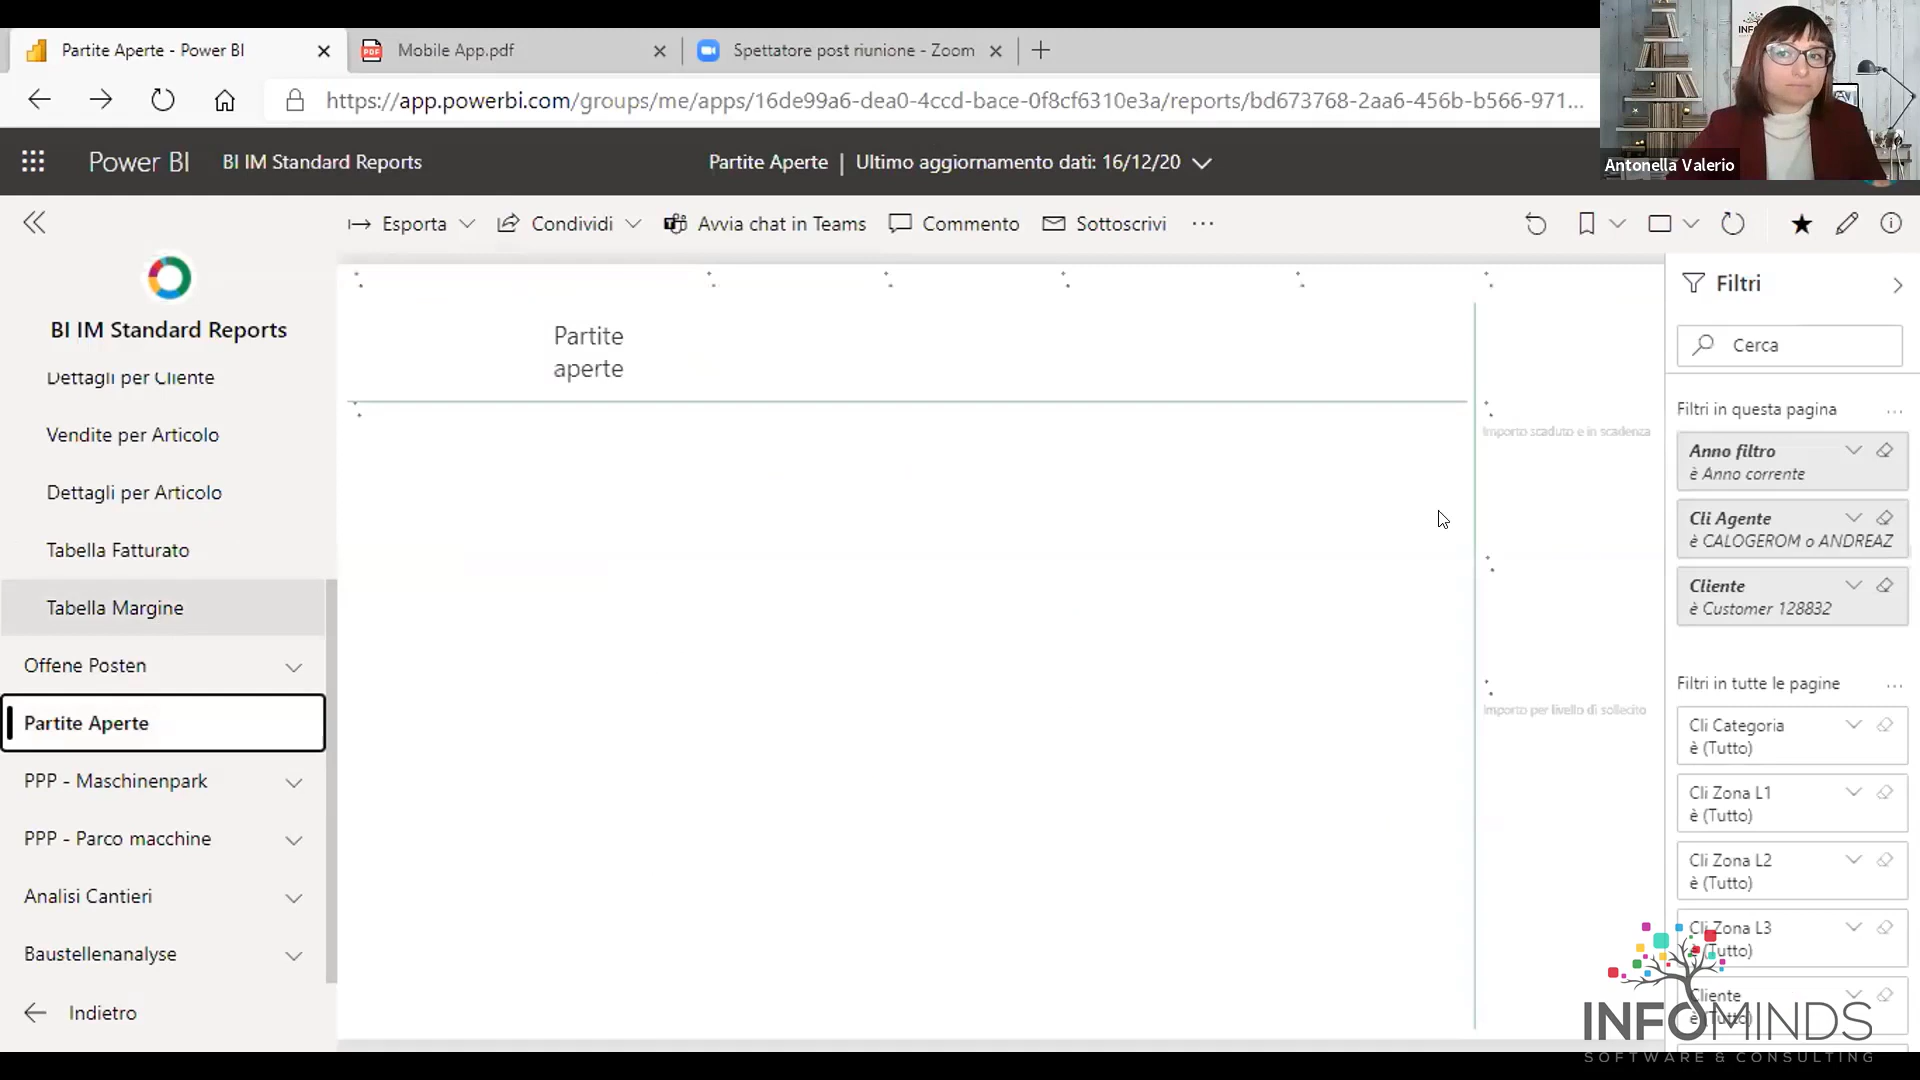 Partite Aperte - Power BI
Mobile App.pdf
Spettatore post riunione - Zoom
https://app.powerbi.com/groups/me/apps/16de99a6-dea0-4ccd-bace-0f8cf6310e3a/reports/bd673768-2aa6-456b-b566-971...
Power BI
BI IM Standard Reports
Partite Aperte | Ultimo aggiornamento dati: 16/12/20
Antonella Valerio
Esporta
Condividi
Avvia chat in Teams
Commento
Sottoscrivi
BI IM Standard Reports
Dettagli per Cliente
Vendite per Articolo
Dettagli per Articolo
Tabella Fatturato
Tabella Margine
Offene Posten
Partite Aperte
PPP - Maschinenpark
PPP - Parco macchine
Analisi Cantieri
Baustellenanalyse
Indietro
Partite
aperte
Importo scaduto e in scadenza
Importo per livello di sollecito
Filtri
Cerca
Filtri in questa pagina
Anno filtro
è Anno corrente
Cli Agente
è CALOGEROM o ANDREAZ
Cliente
è Customer 128832
Filtri in tutte le pagine
Cli Categoria
è (Tutto)
Cli Zona L1
è (Tutto)
Cli Zona L2
è (Tutto)
Cli Zona L3
è (Tutto)
Cliente
è (Tutto)
INFOMINDS
SOFTWARE & CONSULTING